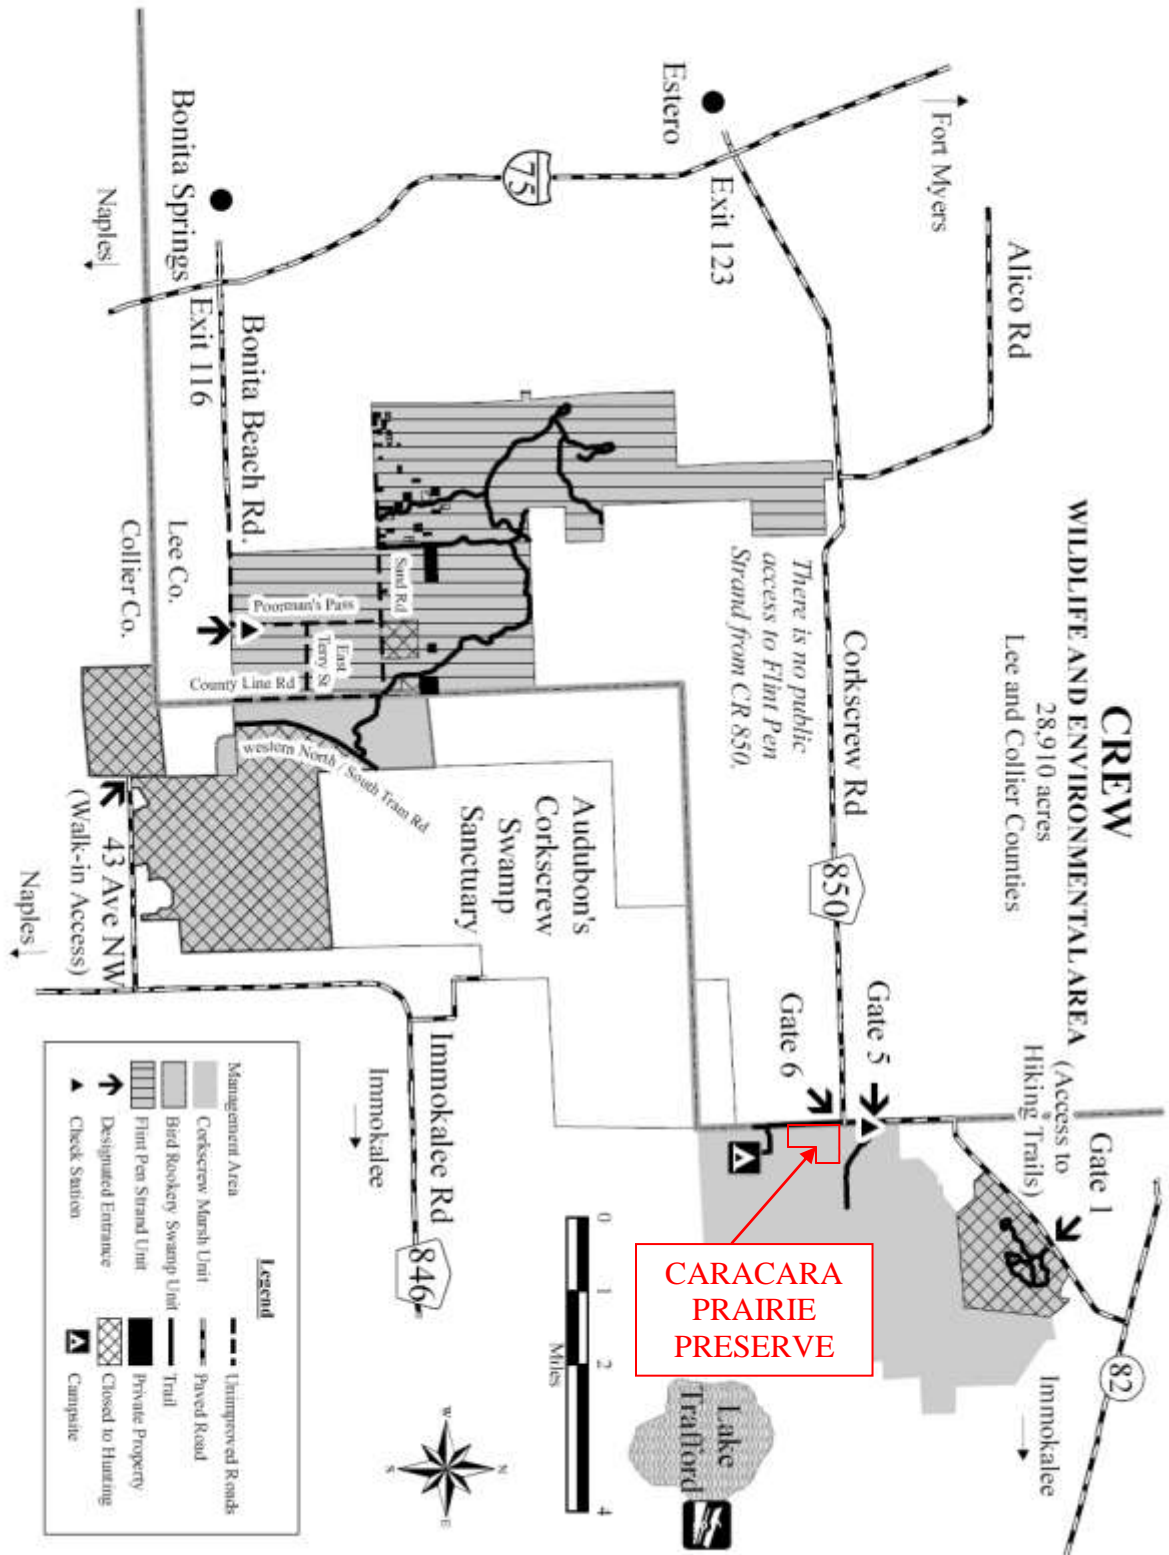 CREW
WILDLIFE AND ENVIRONMENTAL AREA
28,910 acres
Lee and Collier Counties
Alico Rd
Fort Myers
Estero
Exit 123
75
Corkscrew Rd
850
There is no public
access to Flint Pen
Strand from CR 850.
Gate 5
Gate 6
(Access to
Hiking Trails)
Gate 1
82
Immokalee
Bonita Springs
Exit 116
Bonita Beach Rd.
Naples
Lee Co.
Collier Co.
Sand Rd
Poorman's Pass
East
Terry St
County Line Rd
western North / South Tram Rd
Audubon's
Corkscrew
Swamp
Sanctuary
43 Ave NW
(Walk-in Access)
Naples
Immokalee Rd
846
Immokalee
CARACARA
PRAIRIE
PRESERVE
Lake
Trafford
0 1 2 4
Miles
N
E
S
W
Legend
Management Area
Corkscrew Marsh Unit
Bird Rookery Swamp Unit
Flint Pen Strand Unit
Designated Entrance
Check Station
Unimproved Roads
Paved Road
Trail
Private Property
Closed to Hunting
Campsite